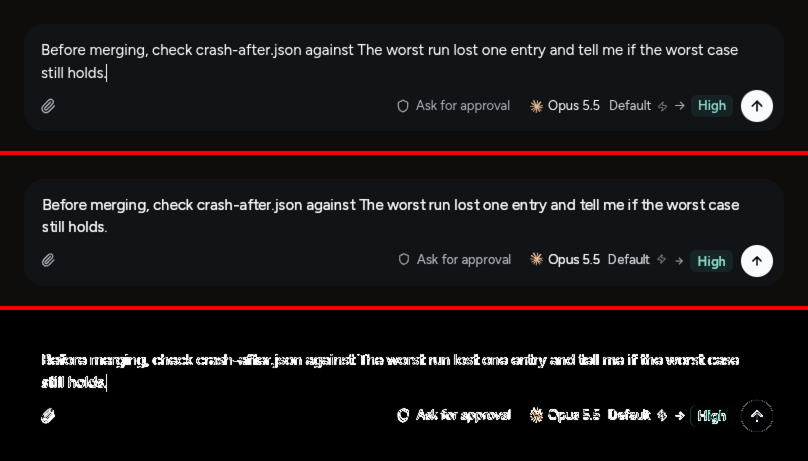 Before merging, check crash-after.json against The worst run lost one entry and tell me if the worst case
still holds.
Ask for approval Opus 5.5 Default High
Before merging, check crash-after.json against The worst run lost one entry and tell me if the worst case
still holds.
Ask for approval Opus 5.5 Default High
Before merging, check crash-after.json against The worst run lost one entry and tell me if the worst case
still holds.
Ask for approval Opus 5.5 Default High